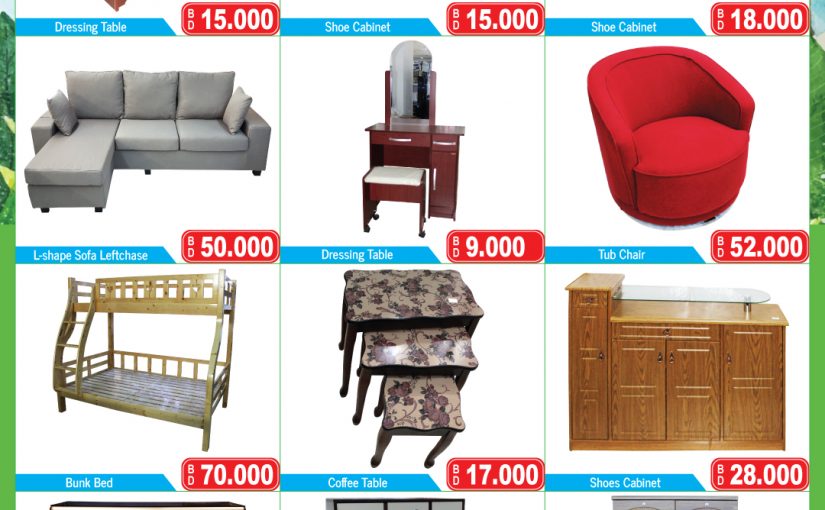 Dressing Table BD 15.000
Shoe Cabinet BD 15.000
Shoe Cabinet BD 18.000
L-shape Sofa Leftchase BD 50.000
Dressing Table BD 9.000
Tub Chair BD 52.000
Bunk Bed BD 70.000
Coffee Table BD 17.000
Shoes Cabinet BD 28.000